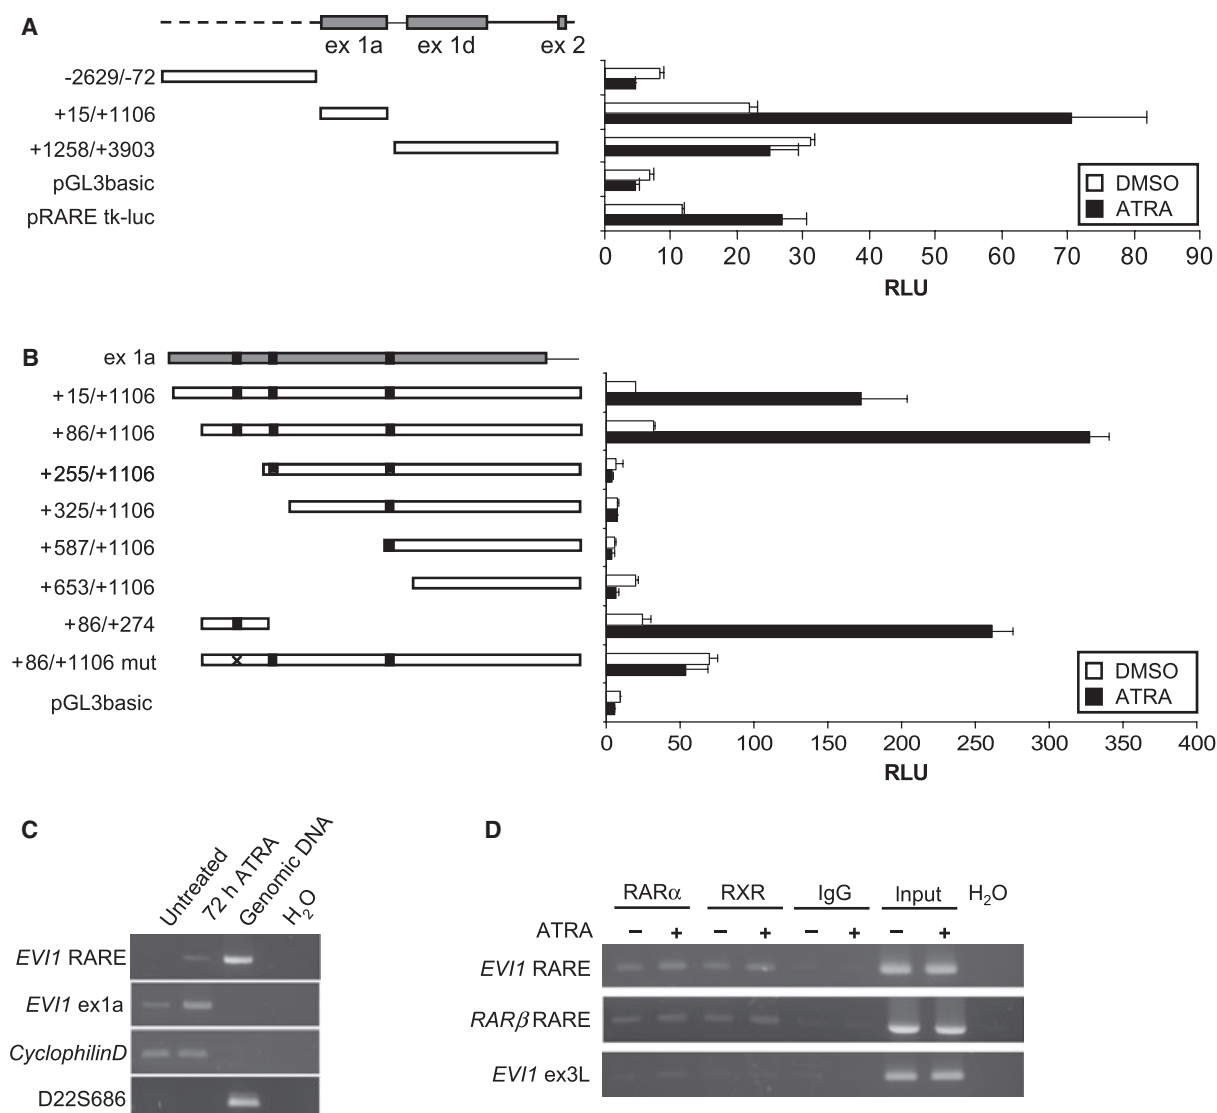 A
ex 1a
ex 1d
ex 2
-2629/-72
+15/+1106
+1258/+3903
pGL3basic
pRARE tk-luc
DMSO
ATRA
0 10 20 30 40 50 60 70 80 90
RLU
B
ex 1a
+15/+1106
+86/+1106
+255/+1106
+325/+1106
+587/+1106
+653/+1106
+86/+274
+86/+1106 mut
pGL3basic
DMSO
ATRA
0 50 100 150 200 250 300 350 400
RLU
C
Untreated
72 h ATRA
Genomic DNA
H₂O
EVI1 RARE
EVI1 ex1a
CyclophilinD
D22S686
D
RARα RXR IgG Input H₂O
ATRA − + − + − + − +
EVI1 RARE
RARβ RARE
EVI1 ex3L